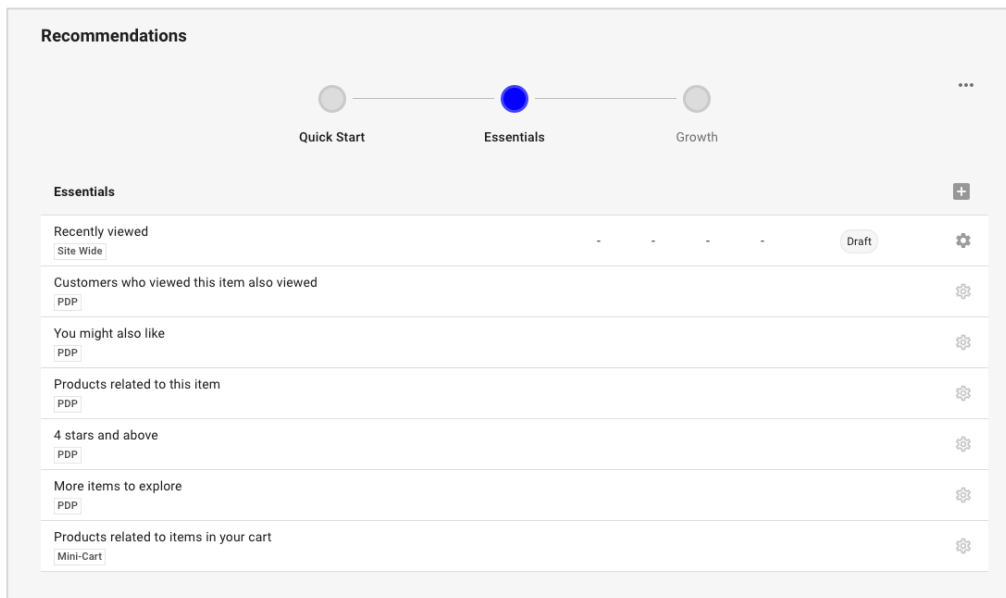 Recommendations
Quick Start
Essentials
Growth
Essentials
Recently viewed
Site Wide
- - - -
Draft
Customers who viewed this item also viewed
PDP
You might also like
PDP
Products related to this item
PDP
4 stars and above
PDP
More items to explore
PDP
Products related to items in your cart
Mini-Cart